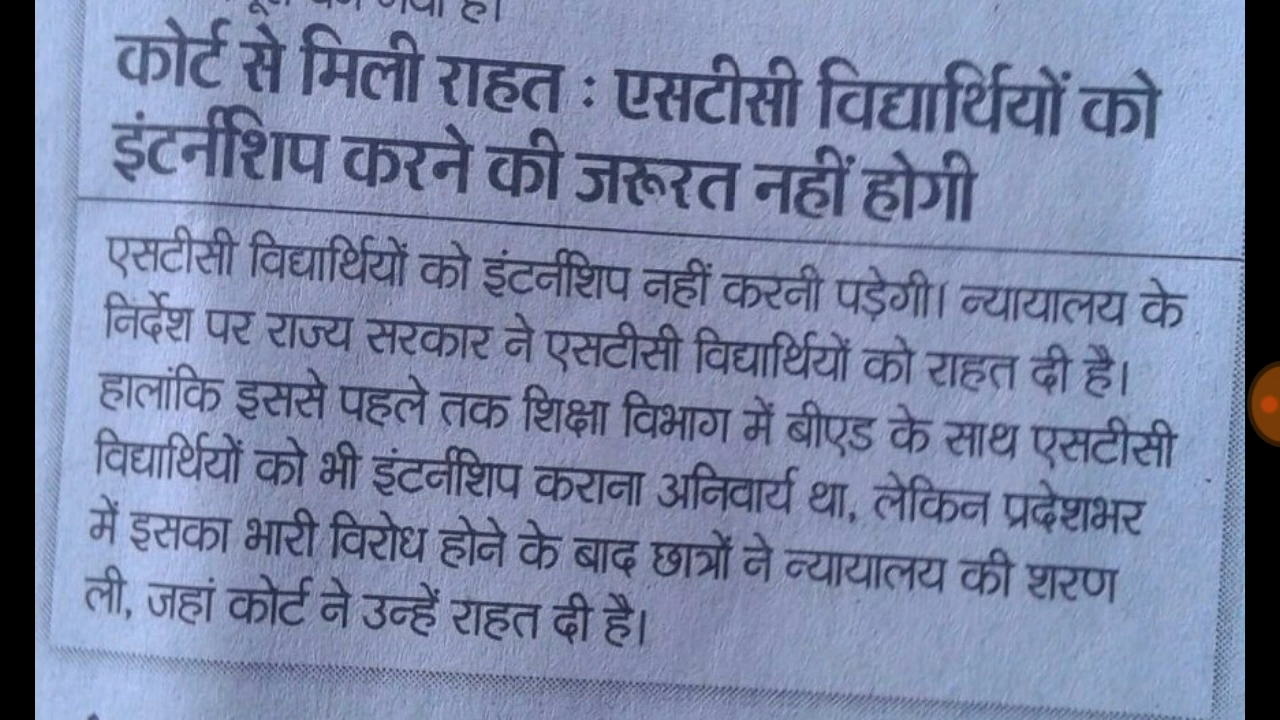 कोर्ट से मिली राहत : एसटीसी विद्यार्थियों को
इंटर्नशिप करने की जरूरत नहीं होगी
एसटीसी विद्यार्थियों को इंटर्नशिप नहीं करनी पड़ेगी। न्यायालय के
निर्देश पर राज्य सरकार ने एसटीसी विद्यार्थियों को राहत दी है।
हालांकि इससे पहले तक शिक्षा विभाग में बीएड के साथ एसटीसी
विद्यार्थियों को भी इंटर्नशिप कराना अनिवार्य था, लेकिन प्रदेशभर
में इसका भारी विरोध होने के बाद छात्रों ने न्यायालय की शरण
ली, जहां कोर्ट ने उन्हें राहत दी है।